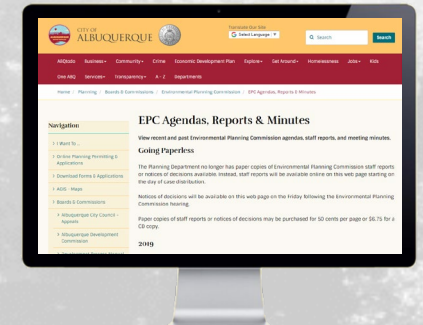 CITY OF
ALBUQUERQUE
Translate Our Site
Select Language
Search
Search
ABQtodo Business Community Crime Economic Development Plan Explore Get Around Homelessness Jobs Kids
One ABQ Services Transparency A - Z Departments
Home / Planning / Boards & Commissions / Environmental Planning Commission / EPC Agendas, Reports & Minutes
Navigation
I Want To ...
Online Planning Permitting & Applications
Download Forms & Applications
AGIS - Maps
Boards & Commissions
Albuquerque City Council - Appeals
Albuquerque Development Commission
EPC Agendas, Reports & Minutes
View recent and past Environmental Planning Commission agendas, staff reports, and meeting minutes.
Going Paperless
The Planning Department no longer has paper copies of Environmental Planning Commission staff reports
or notices of decisions available. Instead, staff reports will be available online on this web page starting on
the day of case distribution.
Notices of decisions will be available on this web page on the Friday following the Environmental Planning
Commission hearing.
Paper copies of staff reports or notices of decisions may be purchased for 50 cents per page or $6.75 for a
CD copy.
2019